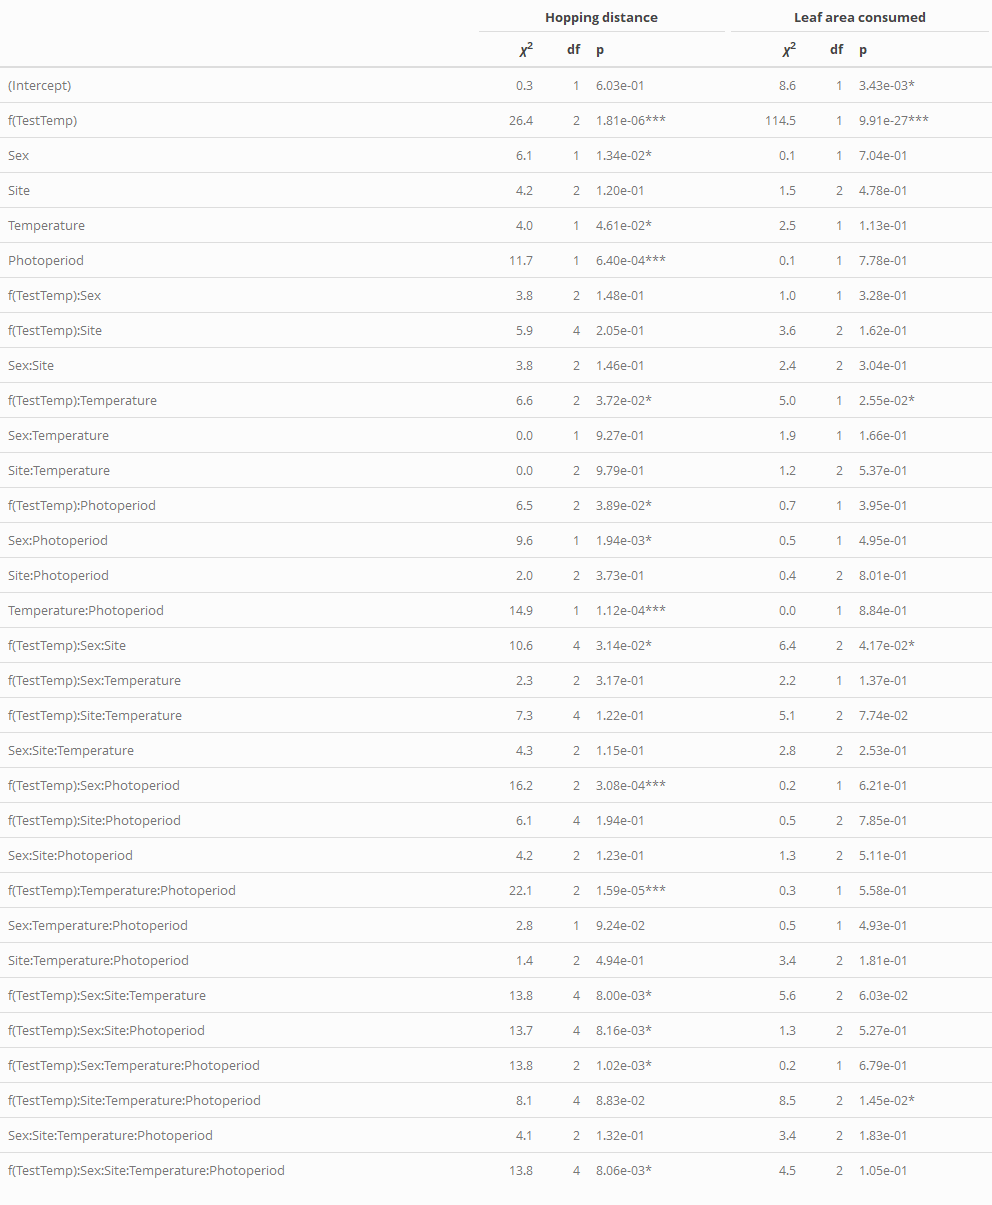 Hopping distance Leaf area consumed
χ² df p χ² df p
(Intercept) 0.3 1 6.03e-01 8.6 1 3.43e-03*
f(TestTemp) 26.4 2 1.81e-06*** 114.5 1 9.91e-27***
Sex 6.1 1 1.34e-02* 0.1 1 7.04e-01
Site 4.2 2 1.20e-01 1.5 2 4.78e-01
Temperature 4.0 1 4.61e-02* 2.5 1 1.13e-01
Photoperiod 11.7 1 6.40e-04*** 0.1 1 7.78e-01
f(TestTemp):Sex 3.8 2 1.48e-01 1.0 1 3.28e-01
f(TestTemp):Site 5.9 4 2.05e-01 3.6 2 1.62e-01
Sex:Site 3.8 2 1.46e-01 2.4 2 3.04e-01
f(TestTemp):Temperature 6.6 2 3.72e-02* 5.0 1 2.55e-02*
Sex:Temperature 0.0 1 9.27e-01 1.9 1 1.66e-01
Site:Temperature 0.0 2 9.79e-01 1.2 2 5.37e-01
f(TestTemp):Photoperiod 6.5 2 3.89e-02* 0.7 1 3.95e-01
Sex:Photoperiod 9.6 1 1.94e-03* 0.5 1 4.95e-01
Site:Photoperiod 2.0 2 3.73e-01 0.4 2 8.01e-01
Temperature:Photoperiod 14.9 1 1.12e-04*** 0.0 1 8.84e-01
f(TestTemp):Sex:Site 10.6 4 3.14e-02* 6.4 2 4.17e-02*
f(TestTemp):Sex:Temperature 2.3 2 3.17e-01 2.2 1 1.37e-01
f(TestTemp):Site:Temperature 7.3 4 1.22e-01 5.1 2 7.74e-02
Sex:Site:Temperature 4.3 2 1.15e-01 2.8 2 2.53e-01
f(TestTemp):Sex:Photoperiod 16.2 2 3.08e-04*** 0.2 1 6.21e-01
f(TestTemp):Site:Photoperiod 6.1 4 1.94e-01 0.5 2 7.85e-01
Sex:Site:Photoperiod 4.2 2 1.23e-01 1.3 2 5.11e-01
f(TestTemp):Temperature:Photoperiod 22.1 2 1.59e-05*** 0.3 1 5.58e-01
Sex:Temperature:Photoperiod 2.8 1 9.24e-02 0.5 1 4.93e-01
Site:Temperature:Photoperiod 1.4 2 4.94e-01 3.4 2 1.81e-01
f(TestTemp):Sex:Site:Temperature 13.8 4 8.00e-03* 5.6 2 6.03e-02
f(TestTemp):Sex:Site:Photoperiod 13.7 4 8.16e-03* 1.3 2 5.27e-01
f(TestTemp):Sex:Temperature:Photoperiod 13.8 2 1.02e-03* 0.2 1 6.79e-01
f(TestTemp):Site:Temperature:Photoperiod 8.1 4 8.83e-02 8.5 2 1.45e-02*
Sex:Site:Temperature:Photoperiod 4.1 2 1.32e-01 3.4 2 1.83e-01
f(TestTemp):Sex:Site:Temperature:Photoperiod 13.8 4 8.06e-03* 4.5 2 1.05e-01